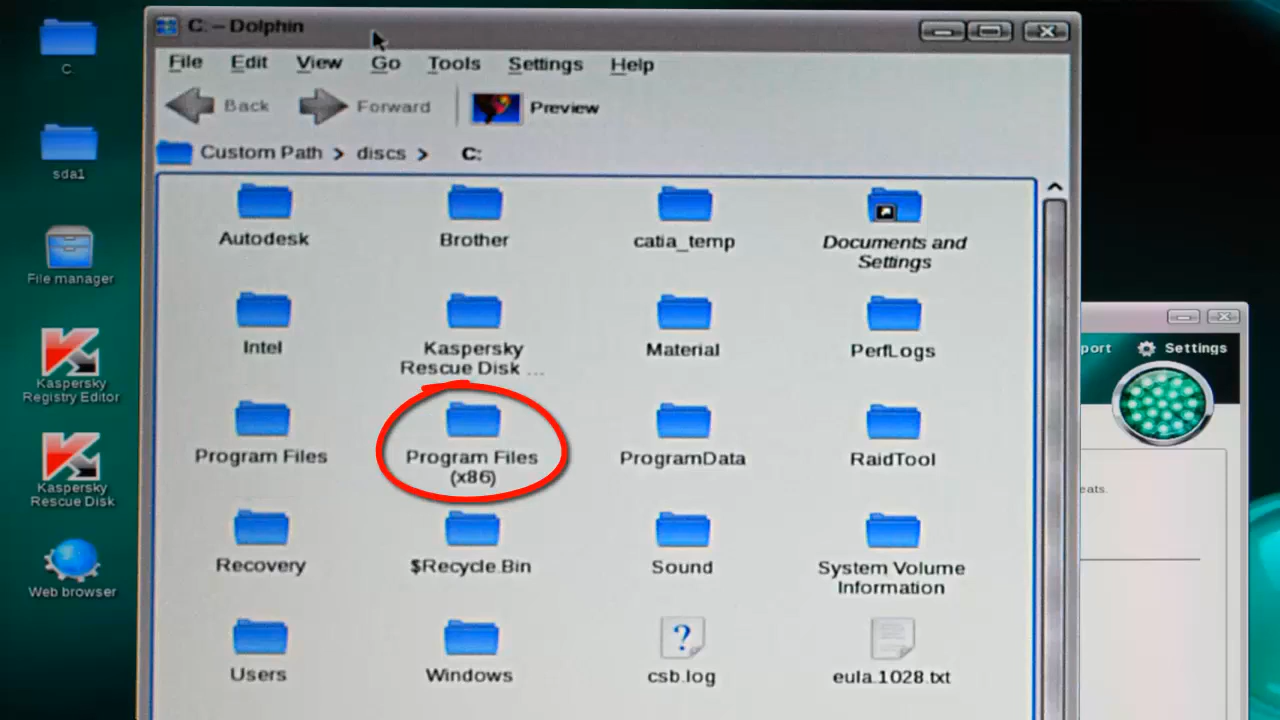 C: – Dolphin
File Edit View Go Tools Settings Help
Back Forward Preview
Custom Path > discs > C:
C:
sda1
File manager
Kaspersky
Registry Editor
Kaspersky
Rescue Disk
Web browser
Autodesk
Brother
catia_temp
Documents and
Settings
Intel
Kaspersky
Rescue Disk ...
Material
PerfLogs
Program Files
Program Files
(x86)
ProgramData
RaidTool
Recovery
$Recycle.Bin
Sound
System Volume
Information
Users
Windows
csb.log
eula.1028.txt
port Settings
eats.